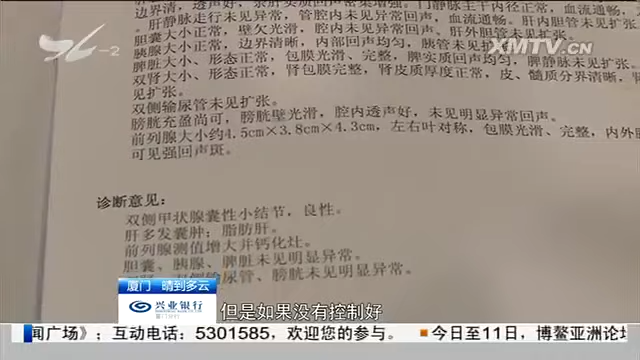 边界清，透声好，余肝实质回声密集增强。门静脉主干内径正常，血流通畅，
。肝静脉走行未见异常，管腔内未见异常回声，血流通畅。肝内胆管未见扩张
胆囊大小正常，壁欠光滑，腔内未见异常回声、肝外胆管未见扩张
胰腺大小正常，边界清晰，内部回声均匀，胰管未见扩
脾脏大小、形态正常，包膜光滑、完整，脾实质回声均匀，脾静脉未见扩
双肾大小、形态正常，肾包膜完整，肾皮质厚度正常，皮、髓质分界清晰，肾
见扩张。
双侧输尿管未见扩张。
膀胱充盈尚可，膀胱壁光滑，腔内透声好，未见明显异常回声。
前列腺大小约4.5cm×3.8cm×4.3cm，左右叶对称，包膜光滑、完整，内外腺
可见强回声斑。
诊断意见：
双侧甲状腺囊性小结节，良性。
肝多发囊肿；脂肪肝。
前列腺测值增大并钙化灶。
胆囊、胰腺、脾脏未见明显异常。
输尿管、膀胱未见明显异常。
-2
XMTV.CN
厦门 晴到多云
兴业银行
但是如果没有控制好
闻广场》；互动电话：5301585，欢迎您的参与。 今日至11日，博鳌亚洲论坛